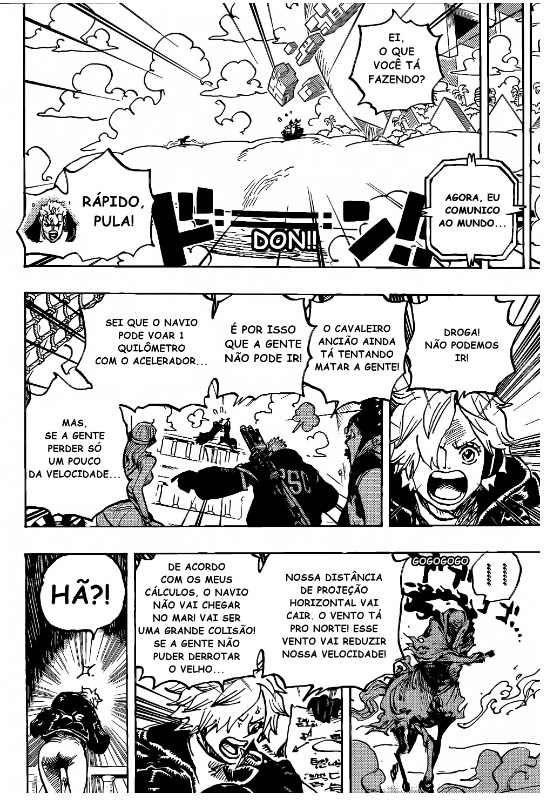 EI,
O QUE
VOCÊ TÁ
FAZENDO?
AGORA, EU
COMUNICO
AO MUNDO...
RÁPIDO,
PULA!
DON!!
DROGA!
NÃO PODEMOS
IR!
O CAVALEIRO
ANCIÃO AINDA
TÁ TENTANDO
MATAR A GENTE!
É POR ISSO
QUE A GENTE
NÃO PODE IR!
SEI QUE O NAVIO
PODE VOAR 1
QUILÔMETRO
COM O ACELERADOR...
MAS,
SE A GENTE
PERDER SÓ
UM POUCO
DA VELOCIDADE...
GOGOGOGO
NOSSA DISTÂNCIA
DE PROJEÇÃO
HORIZONTAL VAI
CAIR. O VENTO TÁ
PRO NORTE! ESSE
VENTO VAI REDUZIR
NOSSA VELOCIDADE!
DE ACORDO
COM OS MEUS
CÁLCULOS, O NAVIO
NÃO VAI CHEGAR
NO MAR! VAI SER
UMA GRANDE COLISÃO!
SE A GENTE NÃO
PUDER DERROTAR
O VELHO...
HÃ?!